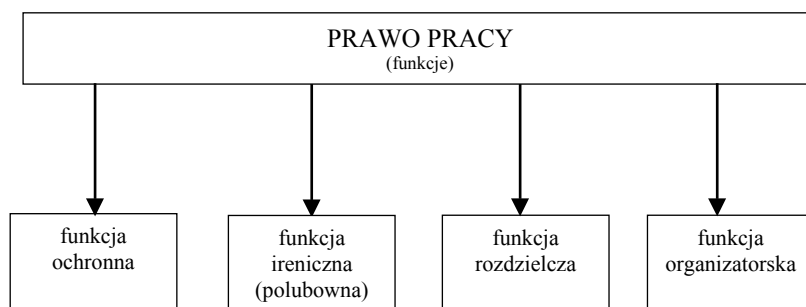 PRAWO PRACY
(funkcje)
funkcja
ochronna
funkcja
ireniczna
(polubowna)
funkcja
rozdzielcza
funkcja
organizatorska